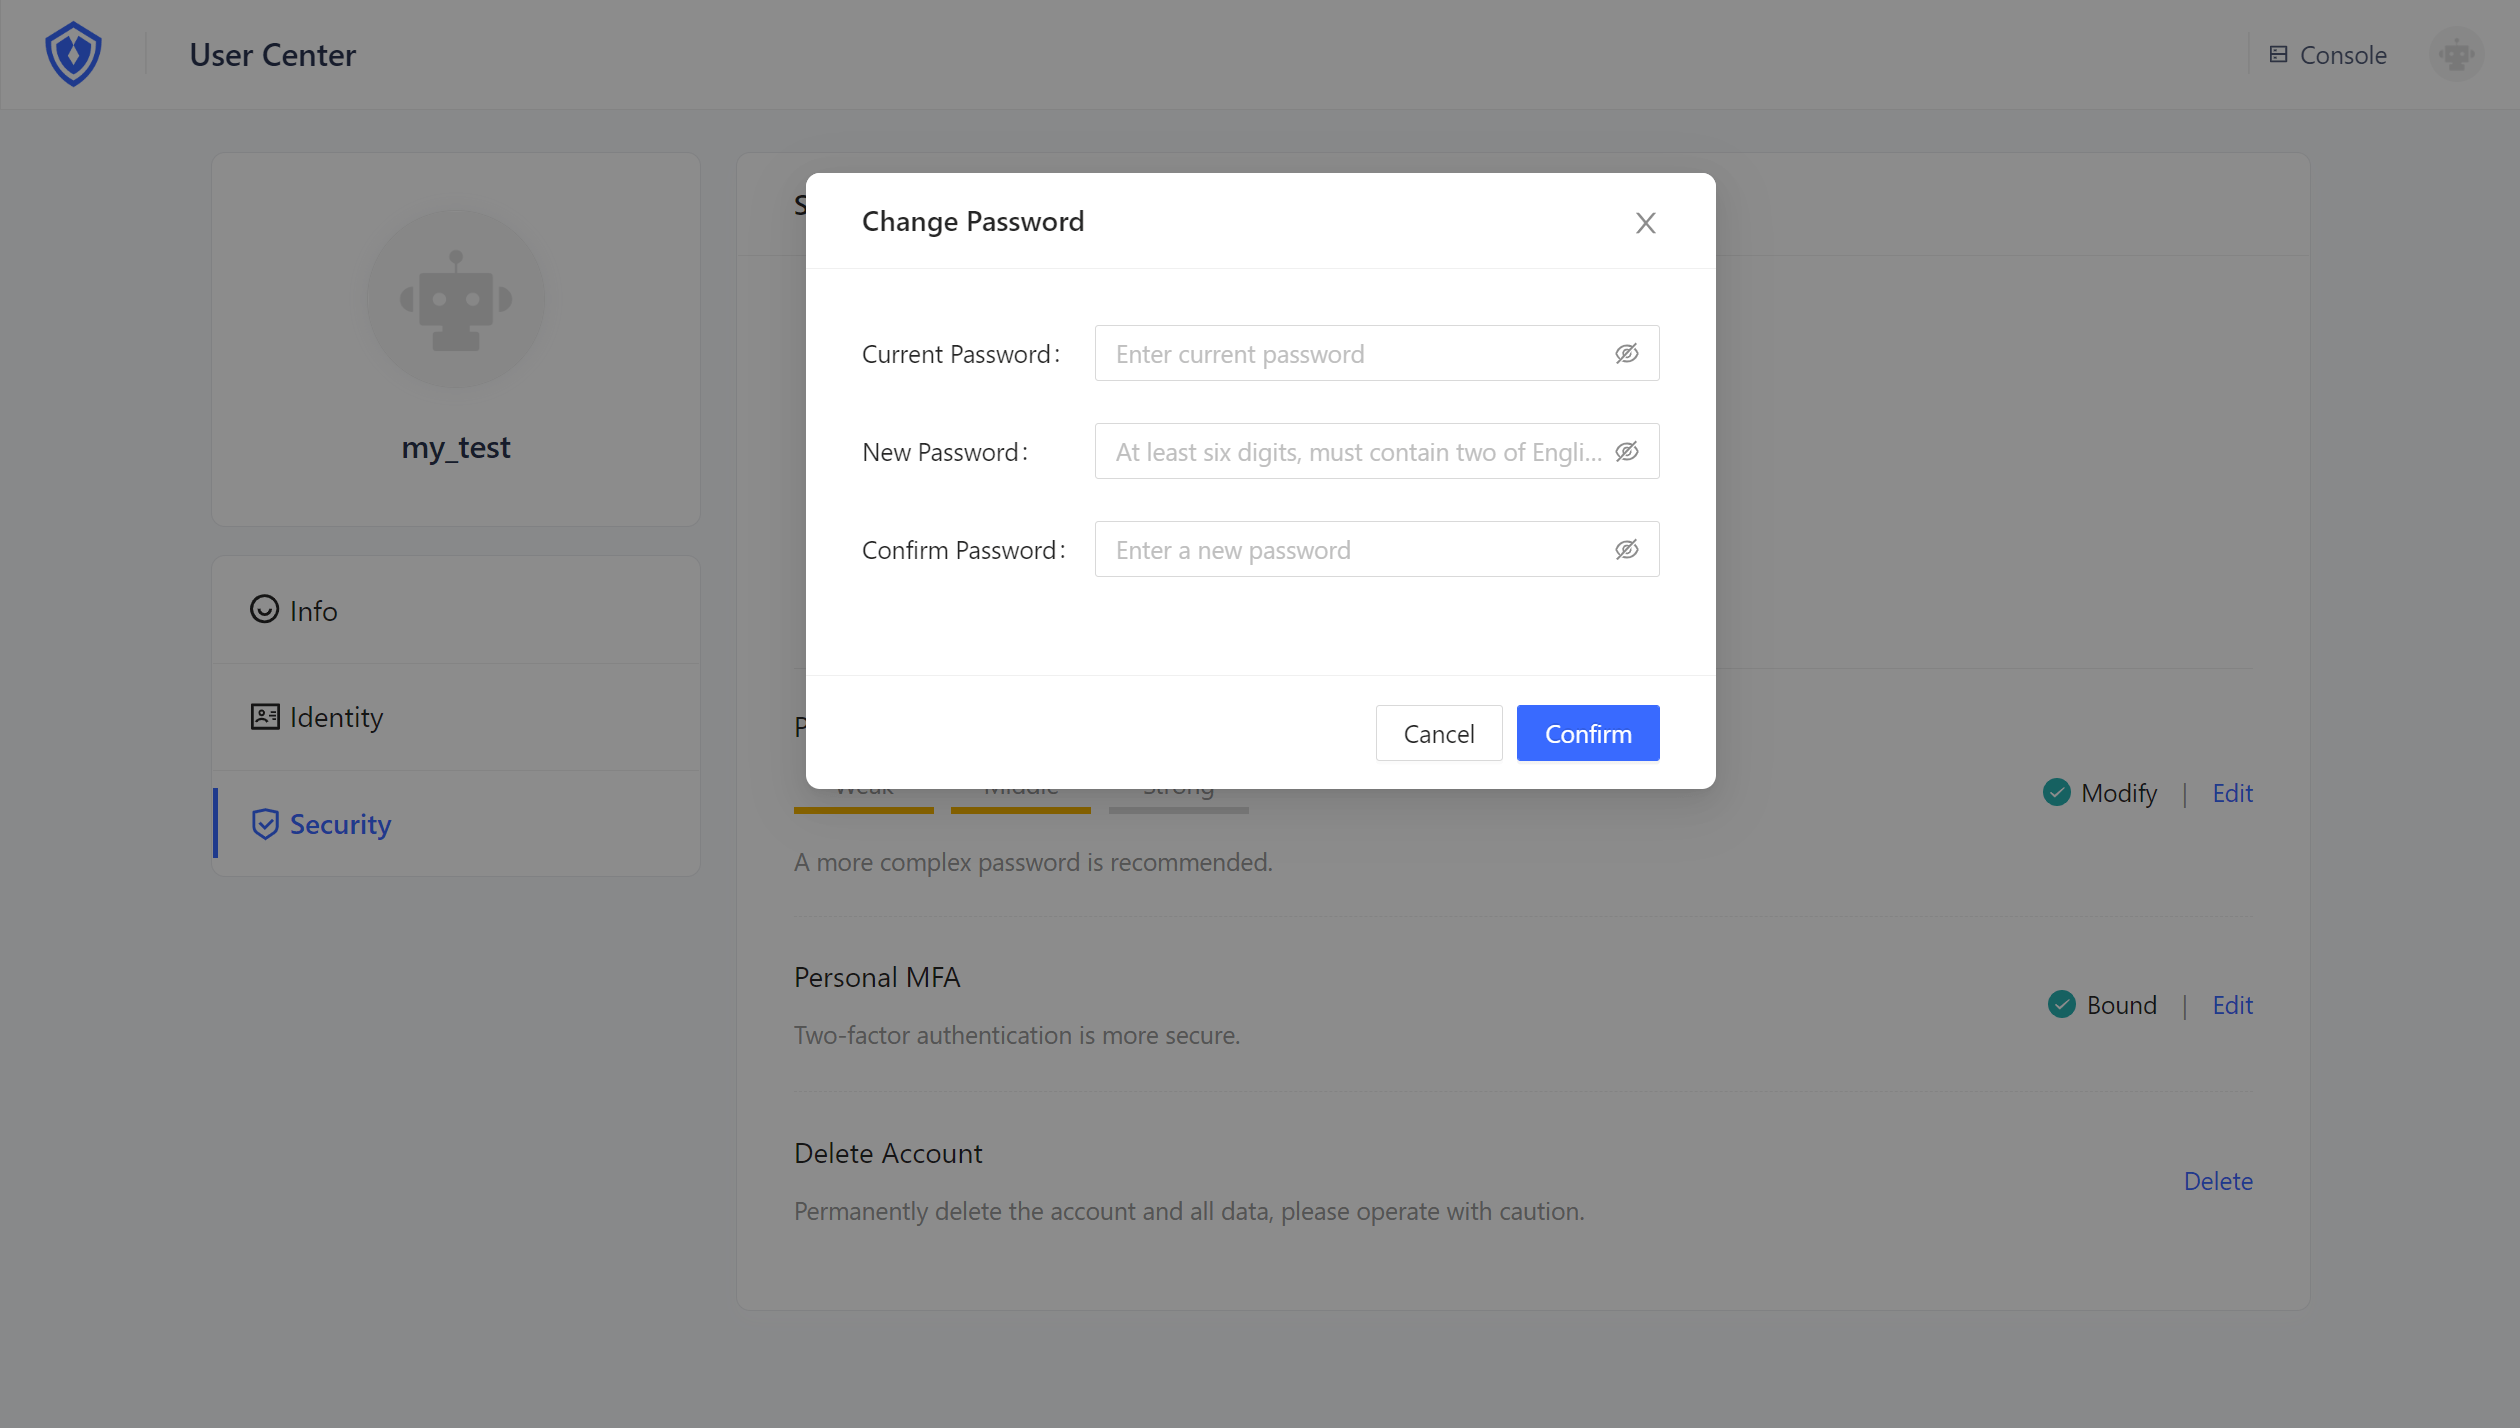 User Center
Console
my_test
Info
Identity
Security
Change Password
Current Password:
Enter current password
New Password:
At least six digits, must contain two of Engli...
Confirm Password:
Enter a new password
Cancel
Confirm
Weak
Middle
Strong
Modify | Edit
A more complex password is recommended.
Personal MFA
Bound | Edit
Two-factor authentication is more secure.
Delete Account
Delete
Permanently delete the account and all data, please operate with caution.